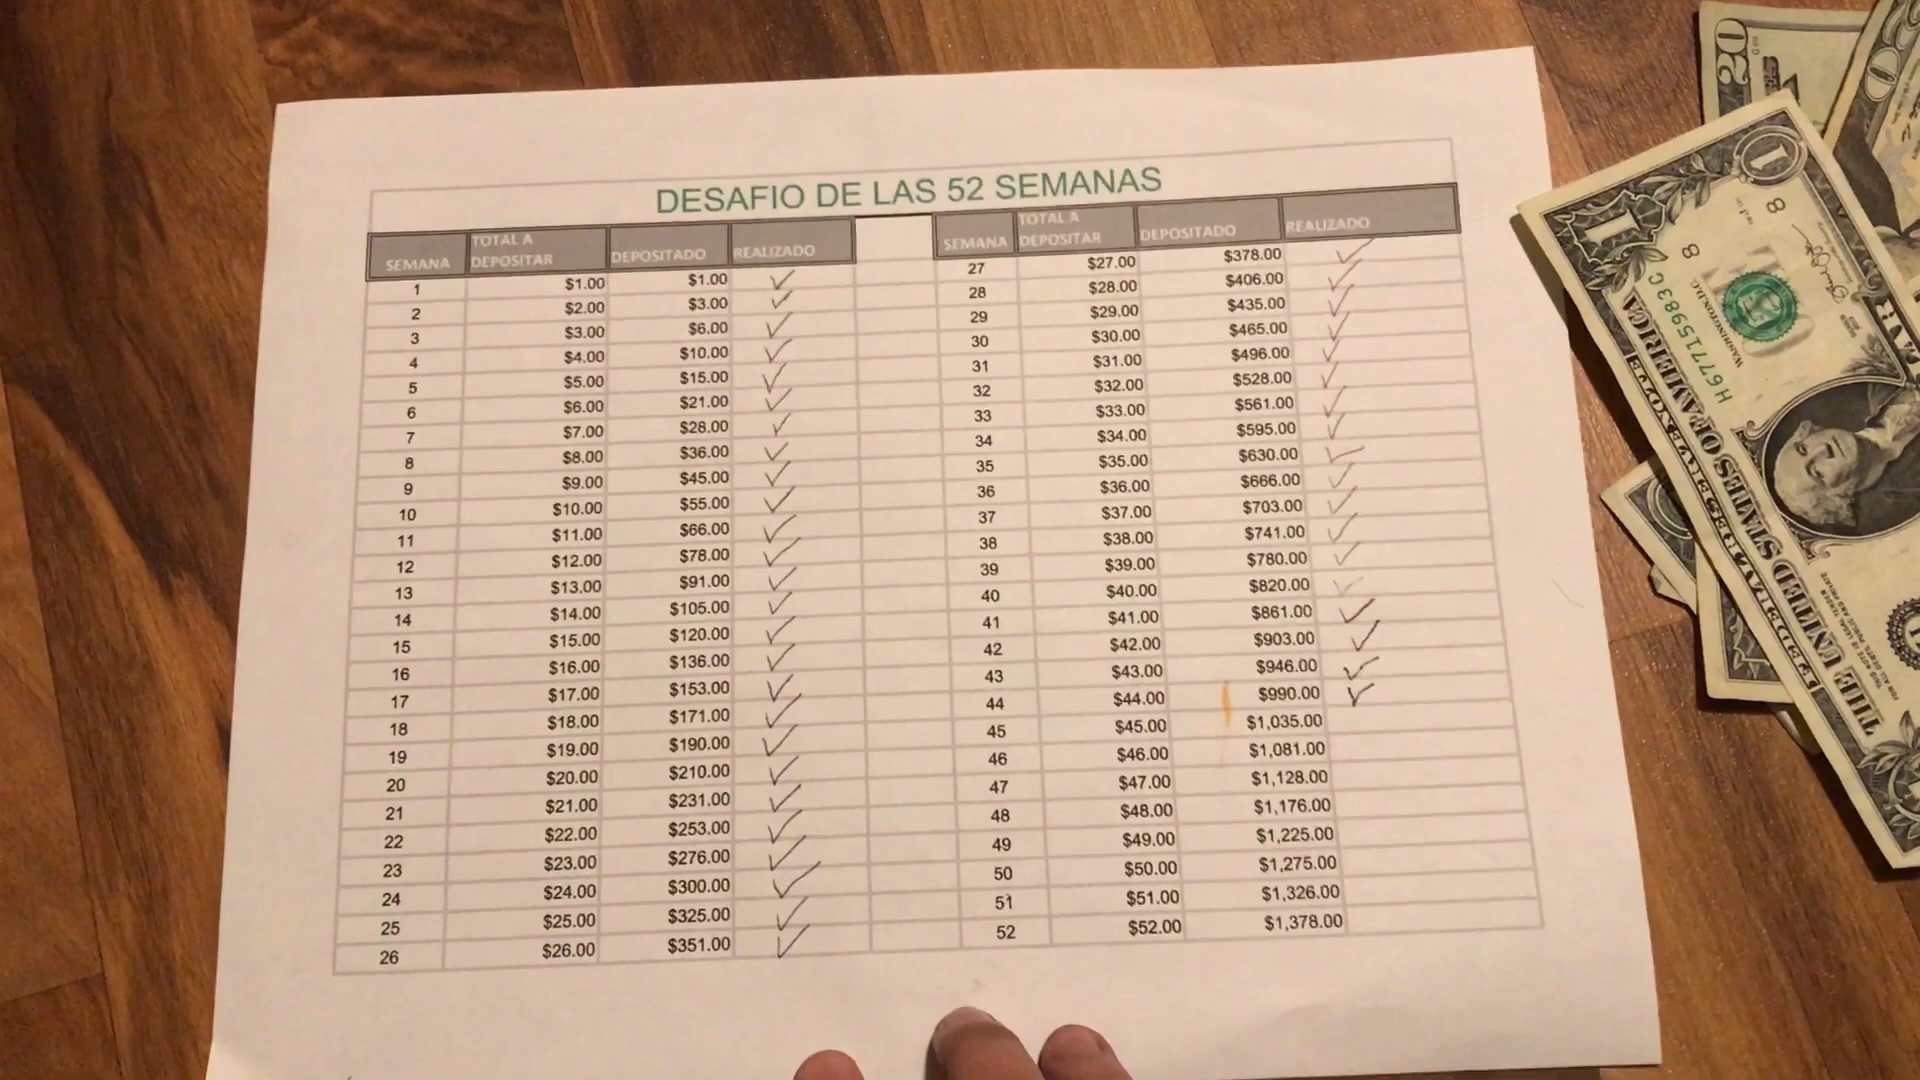 DESAFIO DE LAS 52 SEMANAS
SEMANA TOTAL A DEPOSITAR DEPOSITADO REALIZADO
1 $1.00 $1.00 ✓
2 $2.00 $3.00 ✓
3 $3.00 $6.00 ✓
4 $4.00 $10.00 ✓
5 $5.00 $15.00 ✓
6 $6.00 $21.00 ✓
7 $7.00 $28.00 ✓
8 $8.00 $36.00 ✓
9 $9.00 $45.00 ✓
10 $10.00 $55.00 ✓
11 $11.00 $66.00 ✓
12 $12.00 $78.00 ✓
13 $13.00 $91.00 ✓
14 $14.00 $105.00 ✓
15 $15.00 $120.00 ✓
16 $16.00 $136.00 ✓
17 $17.00 $153.00 ✓
18 $18.00 $171.00 ✓
19 $19.00 $190.00 ✓
20 $20.00 $210.00 ✓
21 $21.00 $231.00 ✓
22 $22.00 $253.00 ✓
23 $23.00 $276.00 ✓
24 $24.00 $300.00 ✓
25 $25.00 $325.00 ✓
26 $26.00 $351.00 ✓
SEMANA TOTAL A DEPOSITAR DEPOSITADO REALIZADO
27 $27.00 $378.00 ✓
28 $28.00 $406.00 ✓
29 $29.00 $435.00 ✓
30 $30.00 $465.00 ✓
31 $31.00 $496.00 ✓
32 $32.00 $528.00 ✓
33 $33.00 $561.00 ✓
34 $34.00 $595.00 ✓
35 $35.00 $630.00 ✓
36 $36.00 $666.00 ✓
37 $37.00 $703.00 ✓
38 $38.00 $741.00 ✓
39 $39.00 $780.00 ✓
40 $40.00 $820.00 ✓
41 $41.00 $861.00 ✓
42 $42.00 $903.00 ✓
43 $43.00 $946.00 ✓
44 $44.00 $990.00 ✓
45 $45.00 $1,035.00
46 $46.00 $1,081.00
47 $47.00 $1,128.00
48 $48.00 $1,176.00
49 $49.00 $1,225.00
50 $50.00 $1,275.00
51 $51.00 $1,326.00
52 $52.00 $1,378.00
20
20
1
1
8
8
H67715983C
WASHINGTON, D.C.
THE UNITED STATES OF AMERICA